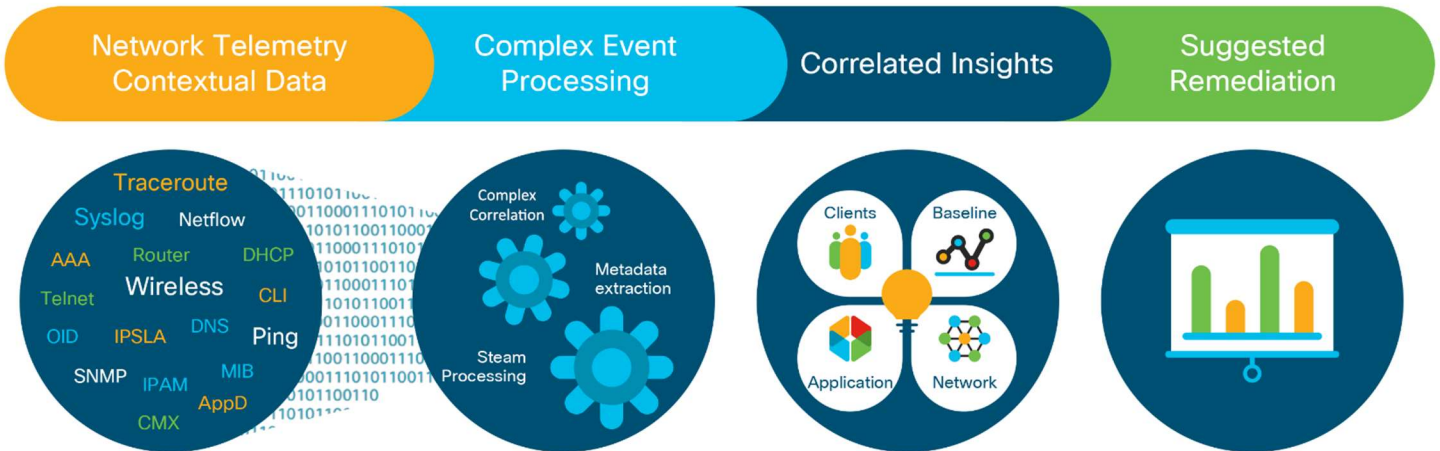 Network Telemetry
Contextual Data
Complex Event
Processing
Correlated Insights
Suggested
Remediation
Traceroute
Syslog
Netflow
AAA
Router
DHCP
Wireless
Telnet
CLI
OID
IPSLA
DNS
Ping
SNMP
IPAM
MIB
AppD
CMX
Complex
Correlation
Metadata
extraction
Steam
Processing
Clients
Baseline
Application
Network